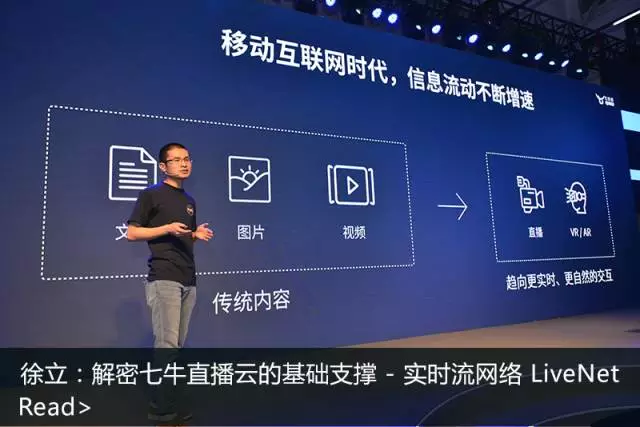 移动互联网时代，信息流动不断增速
图片
视频
直播
VR / AR
传统内容
趋向更实时、更自然的交互
徐立：解密七牛直播云的基础支撑 - 实时流网络 LiveNet
Read>